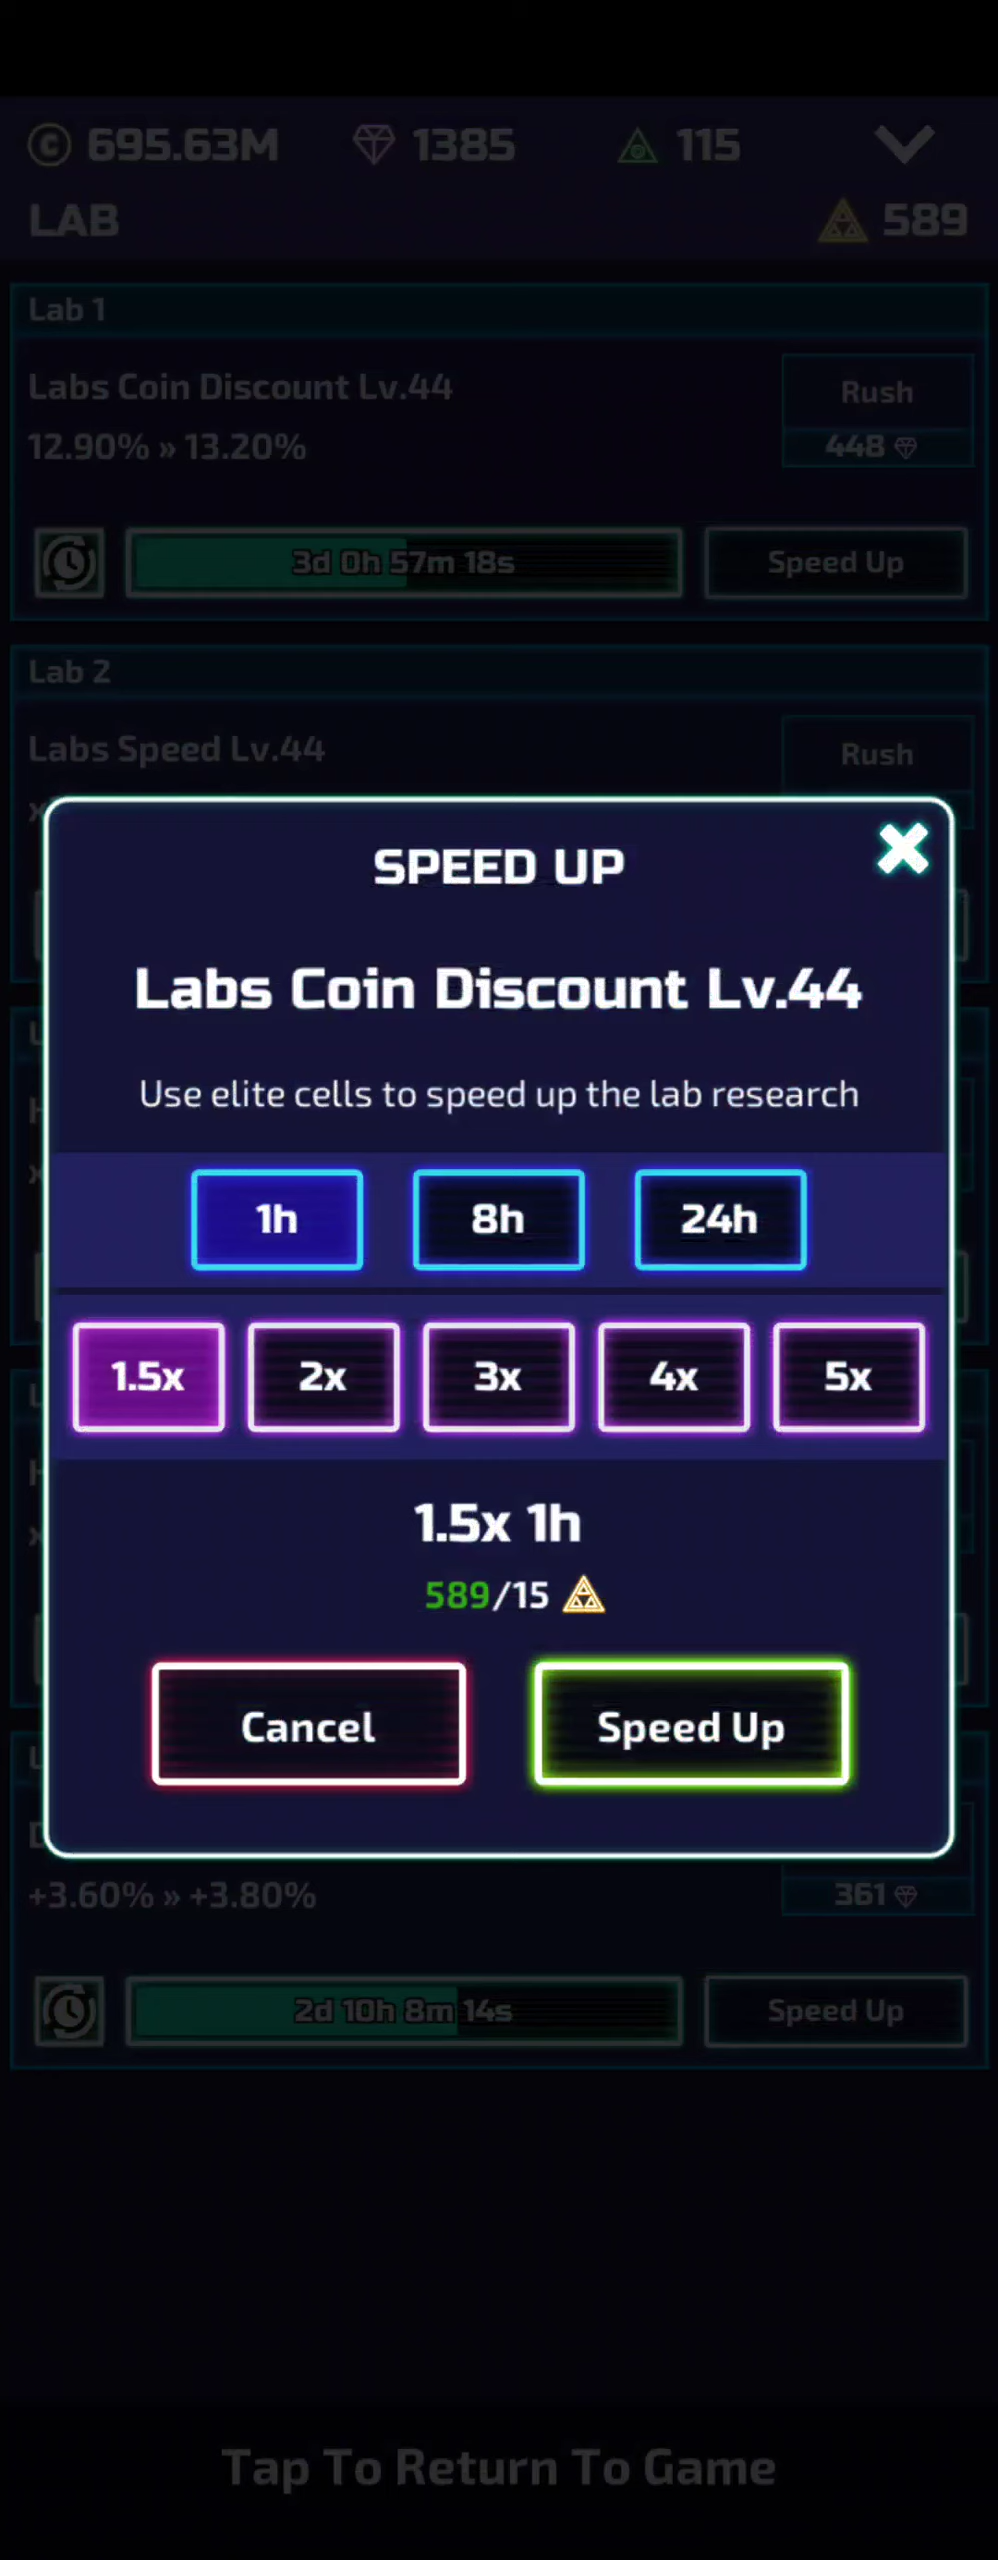 695.63M 1385 115
LAB 589
Lab 1
Labs Coin Discount Lv.44 Rush
12.90% » 13.20% 448
3d 0h 57m 18s Speed Up
Lab 2
Labs Speed Lv.44 Rush
SPEED UP
Labs Coin Discount Lv.44
Use elite cells to speed up the lab research
1h 8h 24h
1.5x 2x 3x 4x 5x
1.5x 1h
589/15
Cancel Speed Up
+3.60% » +3.80% 361
2d 10h 8m 14s Speed Up
Tap To Return To Game